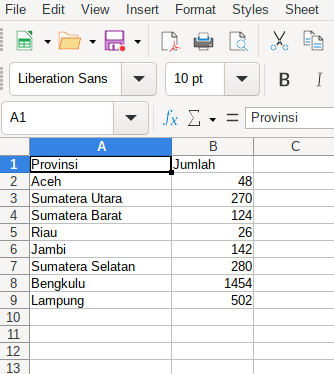 File Edit View Insert Format Styles Sheet
Liberation Sans 10 pt B I
A1 fx Σ = Provinsi
A B C
1 Provinsi Jumlah
2 Aceh 48
3 Sumatera Utara 270
4 Sumatera Barat 124
5 Riau 26
6 Jambi 142
7 Sumatera Selatan 280
8 Bengkulu 1454
9 Lampung 502
10
11
12
13